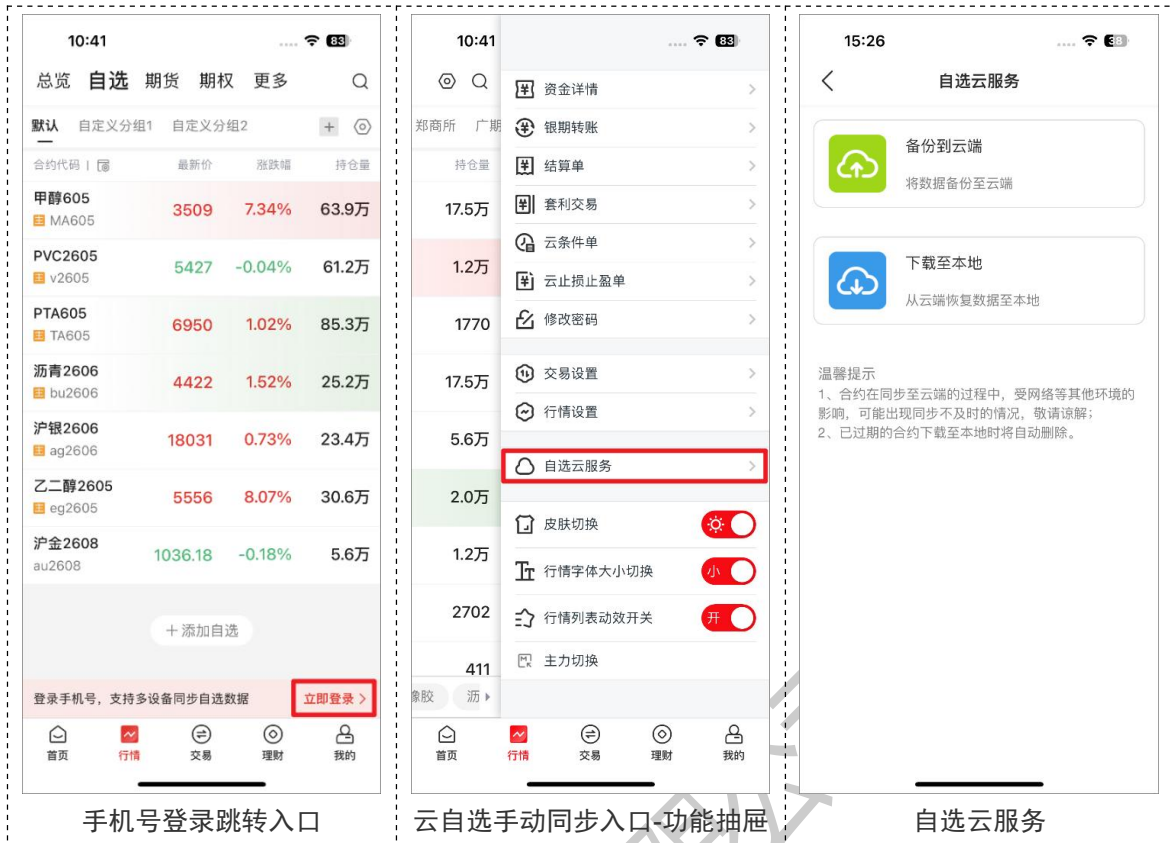 10:41
83
总览 自选 期货 期权 更多
默认 自定义分组1 自定义分组2
合约代码 | 最新价 涨跌幅 持仓量
甲醇605
主 MA605
3509 7.34% 63.9万
PVC2605
主 v2605
5427 -0.04% 61.2万
PTA605
主 TA605
6950 1.02% 85.3万
沥青2606
主 bu2606
4422 1.52% 25.2万
沪银2606
主 ag2606
18031 0.73% 23.4万
乙二醇2605
主 eg2605
5556 8.07% 30.6万
沪金2608
au2608
1036.18 -0.18% 5.6万
+ 添加自选
登录手机号，支持多设备同步自选数据 立即登录 >
首页 行情 交易 理财 我的
手机号登录跳转入口
10:41
83
郑商所 广期
持仓量
17.5万
1.2万
1770
17.5万
5.6万
2.0万
1.2万
2702
411
橡胶 沥
资金详情
银期转账
结算单
套利交易
云条件单
云止损止盈单
修改密码
交易设置
行情设置
自选云服务
皮肤切换
行情字体大小切换 小
行情列表动效开关 开
主力切换
首页 行情 交易 理财 我的
云自选手动同步入口-功能抽屉
15:26
38
自选云服务
备份到云端
将数据备份至云端
下载至本地
从云端恢复数据至本地
温馨提示
1、合约在同步至云端的过程中，受网络等其他环境的
影响，可能出现同步不及时的情况，敬请谅解；
2、已过期的合约下载至本地时将自动删除。
自选云服务